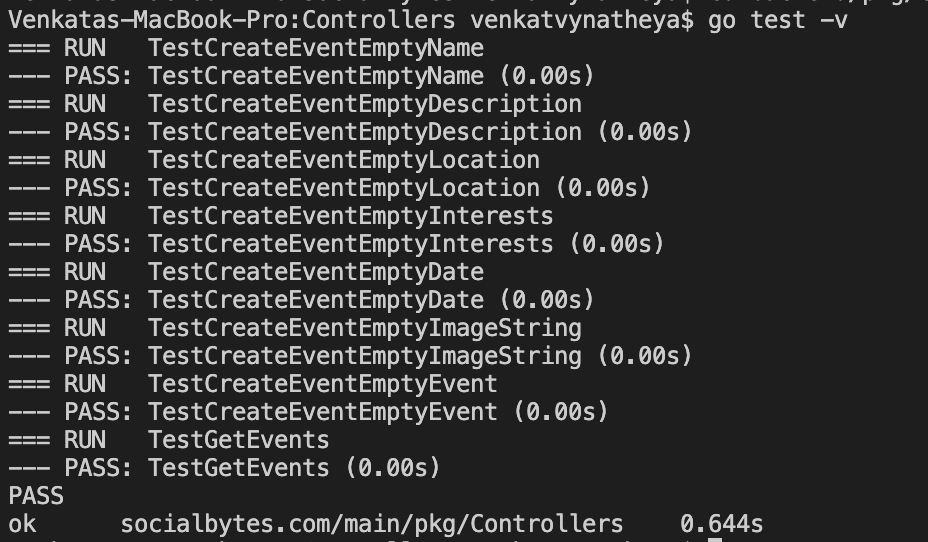 Venkatas-MacBook-Pro:Controllers venkatvynatheya$ go test -v
=== RUN   TestCreateEventEmptyName
--- PASS: TestCreateEventEmptyName (0.00s)
=== RUN   TestCreateEventEmptyDescription
--- PASS: TestCreateEventEmptyDescription (0.00s)
=== RUN   TestCreateEventEmptyLocation
--- PASS: TestCreateEventEmptyLocation (0.00s)
=== RUN   TestCreateEventEmptyInterests
--- PASS: TestCreateEventEmptyInterests (0.00s)
=== RUN   TestCreateEventEmptyDate
--- PASS: TestCreateEventEmptyDate (0.00s)
=== RUN   TestCreateEventEmptyImageString
--- PASS: TestCreateEventEmptyImageString (0.00s)
=== RUN   TestCreateEventEmptyEvent
--- PASS: TestCreateEventEmptyEvent (0.00s)
=== RUN   TestGetEvents
--- PASS: TestGetEvents (0.00s)
PASS
ok      socialbytes.com/main/pkg/Controllers    0.644s